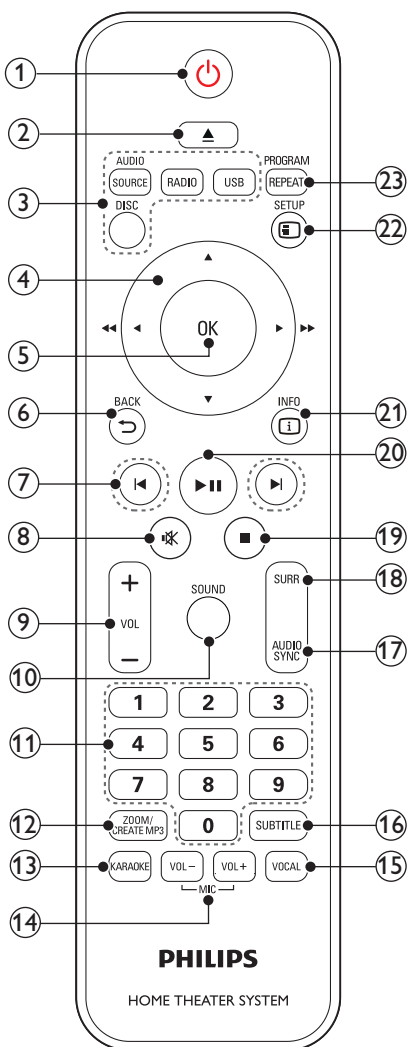 1
2
AUDIO
PROGRAM
SOURCE
RADIO
USB
REPEAT
23
3
DISC
SETUP
22
4
5
OK
BACK
INFO
6
i
21
20
7
8
19
+
SURR
18
9
VOL
SOUND
–
AUDIO
SYNC
17
10
1
2
3
11
4
5
6
7
8
9
12
ZOOM/
CREATE MP3
0
SUBTITLE
16
13
KARAOKE
VOL–
VOL+
VOCAL
15
MIC
14
PHILIPS
HOME THEATER SYSTEM